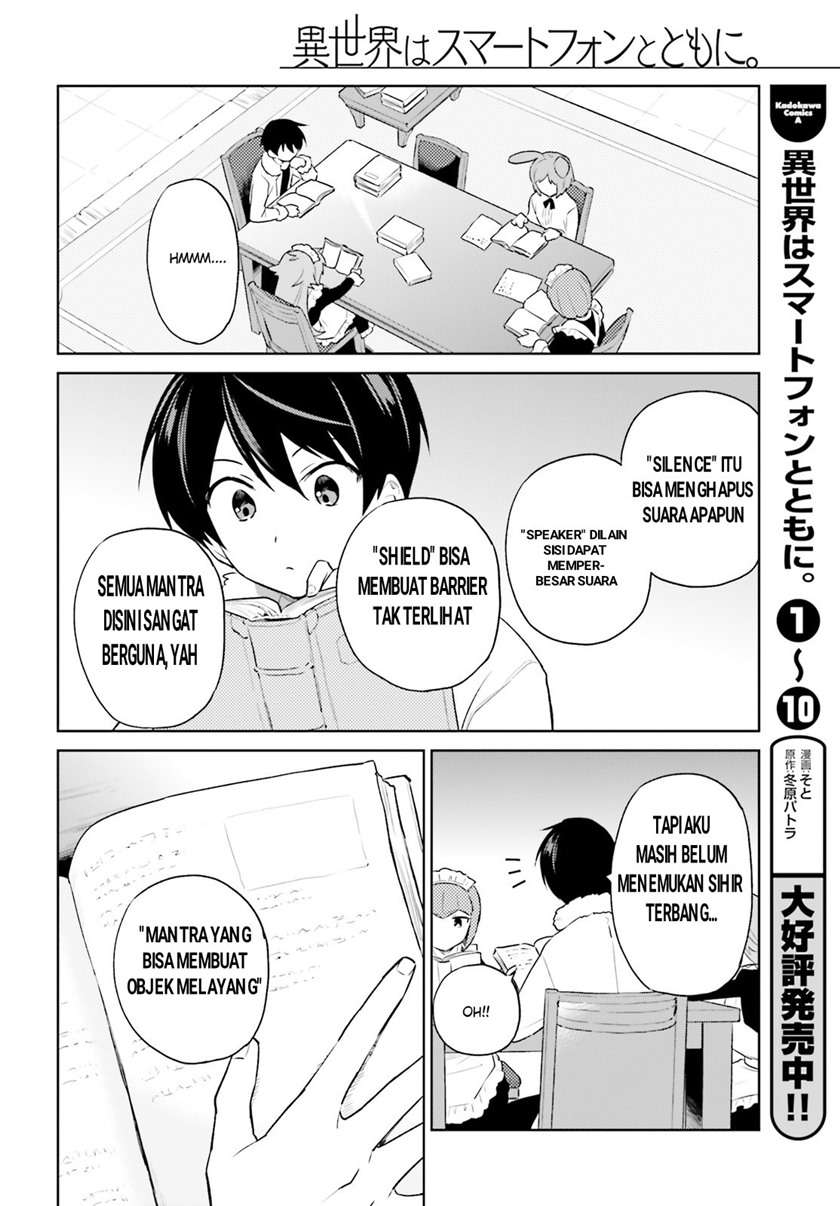 異世界はスマートフォンとともに。
HMMM....
"SILENCE" ITU
BISA MENGHAPUS
SUARA APAPUN
"SPEAKER" DILAIN
SISI DAPAT
MEMPER-
BESAR SUARA
"SHIELD" BISA
MEMBUAT BARRIER
TAK TERLIHAT
SEMUA MANTRA
DISINI SANGAT
BERGUNA, YAH
TAPI AKU
MASIH BELUM
MENEMUKAN SIHIR
TERBANG...
OH!!
"MANTRA YANG
BISA MEMBUAT
OBJEK MELAYANG"
Kadokawa
Comics
A
異世界はスマートフォンとともに。
1~10
漫画:そと
原作:冬原パトラ
大好評発売中!!